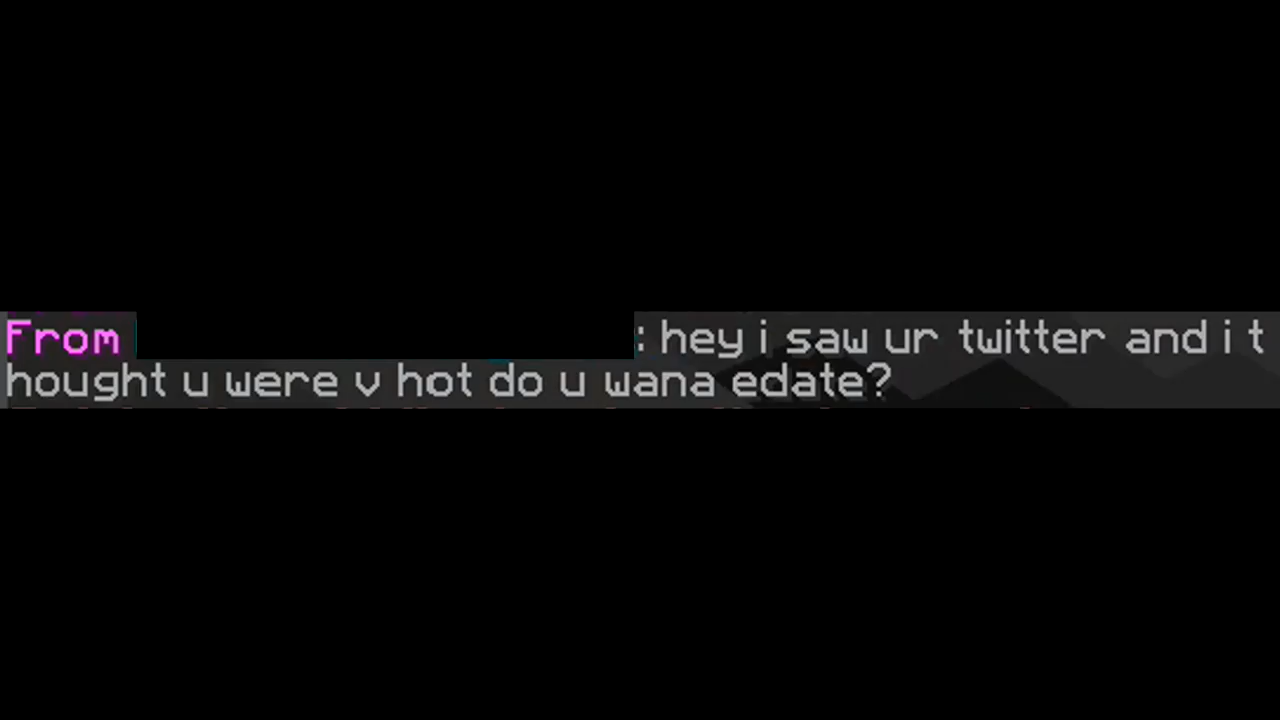 From : hey i saw ur twitter and i t
hought u were v hot do u wana edate?